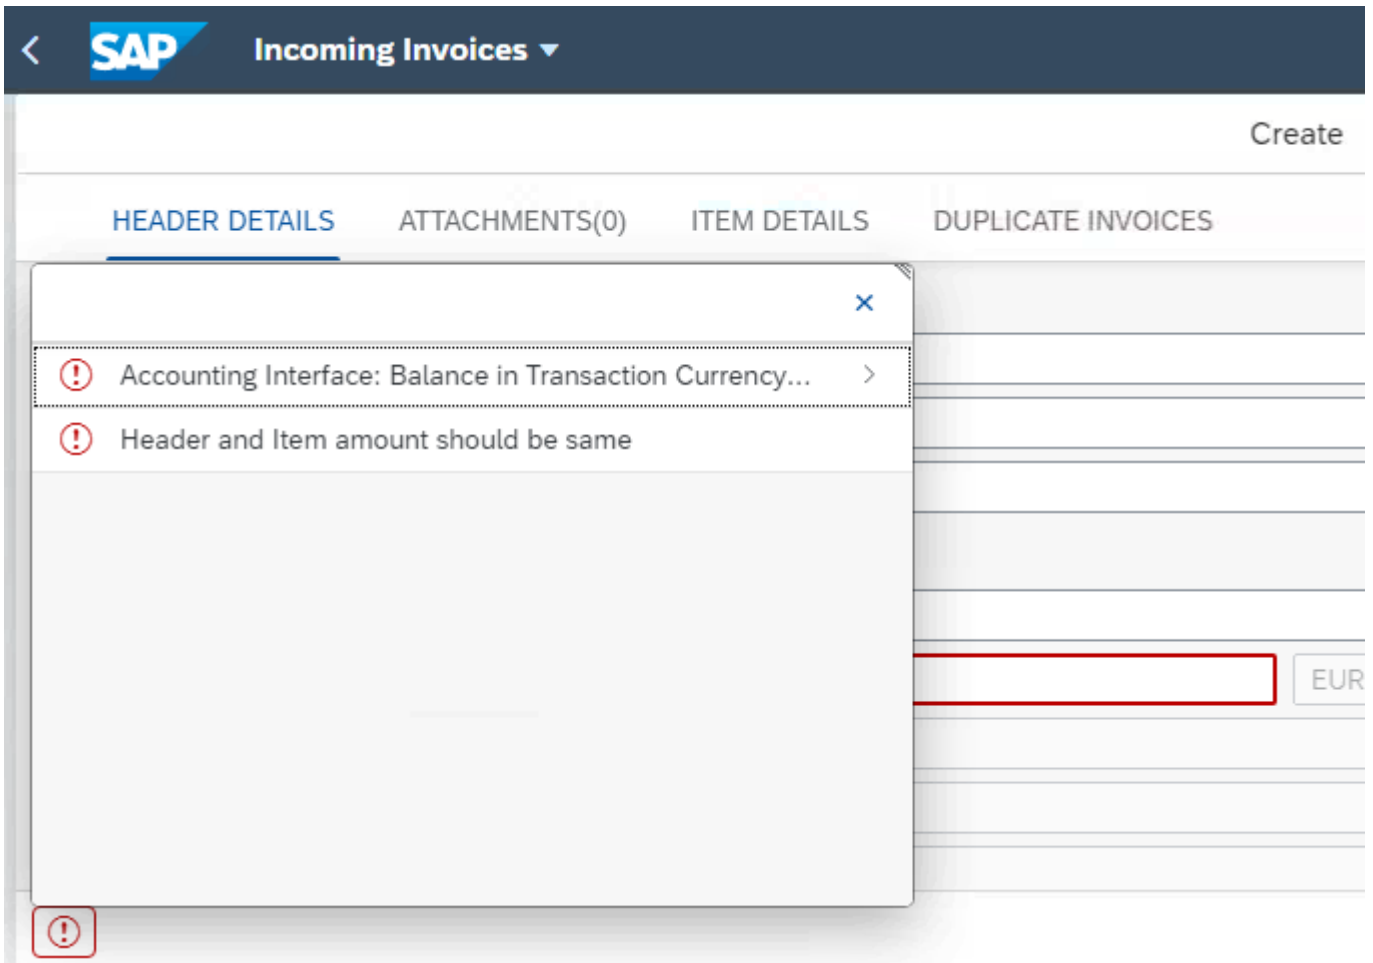 SAP Incoming Invoices
Create
HEADER DETAILS ATTACHMENTS(0) ITEM DETAILS DUPLICATE INVOICES
Accounting Interface: Balance in Transaction Currency...
Header and Item amount should be same
EUR